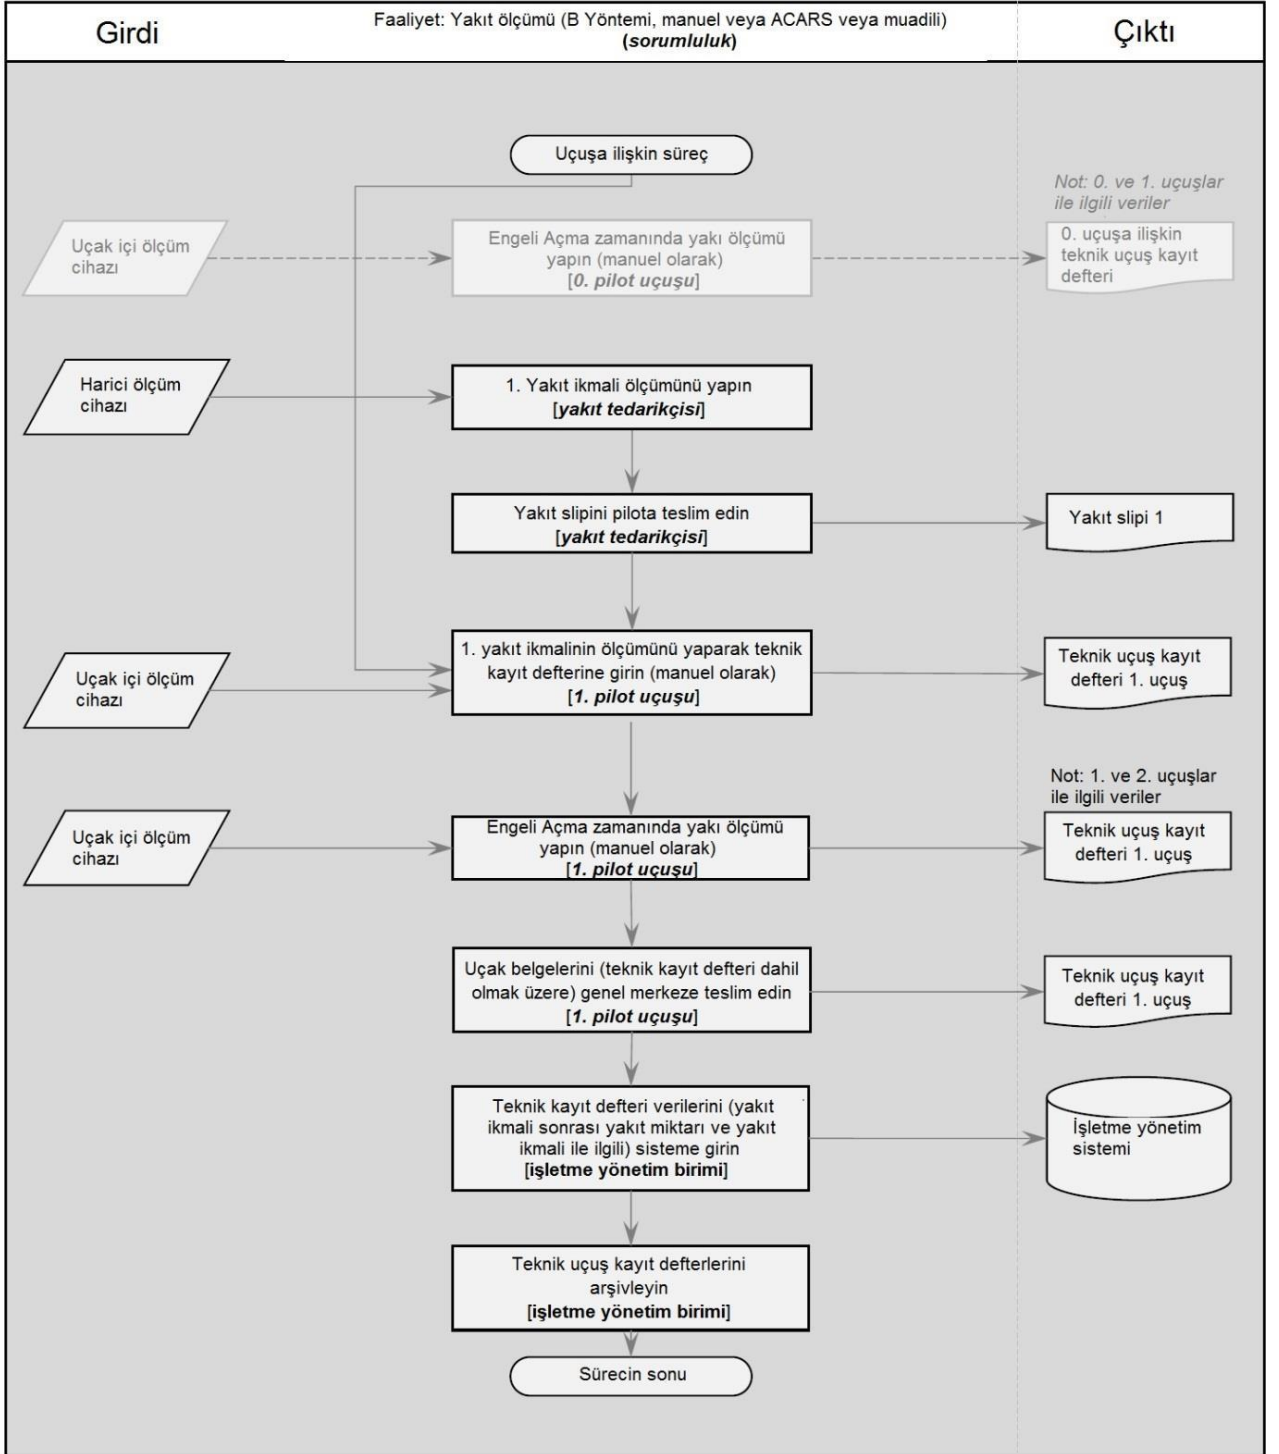 Girdi
Faaliyet: Yakıt ölçümü (B Yöntemi, manuel veya ACARS veya muadili)
(sorumluluk)
Çıktı
Uçuşa ilişkin süreç
Not: 0. ve 1. uçuşlar
ile ilgili veriler
Uçak içi ölçüm
cihazı
Engeli Açma zamanında yakı ölçümü
yapın (manuel olarak)
[0. pilot uçuşu]
0. uçuşa ilişkin
teknik uçuş kayıt
defteri
Harici ölçüm
cihazı
1. Yakıt ikmali ölçümünü yapın
[yakıt tedarikçisi]
Yakıt slipini pilota teslim edin
[yakıt tedarikçisi]
Yakıt slipi 1
Uçak içi ölçüm
cihazı
1. yakıt ikmalinin ölçümünü yaparak teknik
kayıt defterine girin (manuel olarak)
[1. pilot uçuşu]
Teknik uçuş kayıt
defteri 1. uçuş
Not: 1. ve 2. uçuşlar
ile ilgili veriler
Uçak içi ölçüm
cihazı
Engeli Açma zamanında yakı ölçümü
yapın (manuel olarak)
[1. pilot uçuşu]
Teknik uçuş kayıt
defteri 1. uçuş
Uçak belgelerini (teknik kayıt defteri dahil
olmak üzere) genel merkeze teslim edin
[1. pilot uçuşu]
Teknik uçuş kayıt
defteri 1. uçuş
Teknik kayıt defteri verilerini (yakıt
ikmali sonrası yakıt miktarı ve yakıt
ikmali ile ilgili) sisteme girin
[işletme yönetim birimi]
İşletme yönetim
sistemi
Teknik uçuş kayıt defterlerini
arşivleyin
[işletme yönetim birimi]
Sürecin sonu